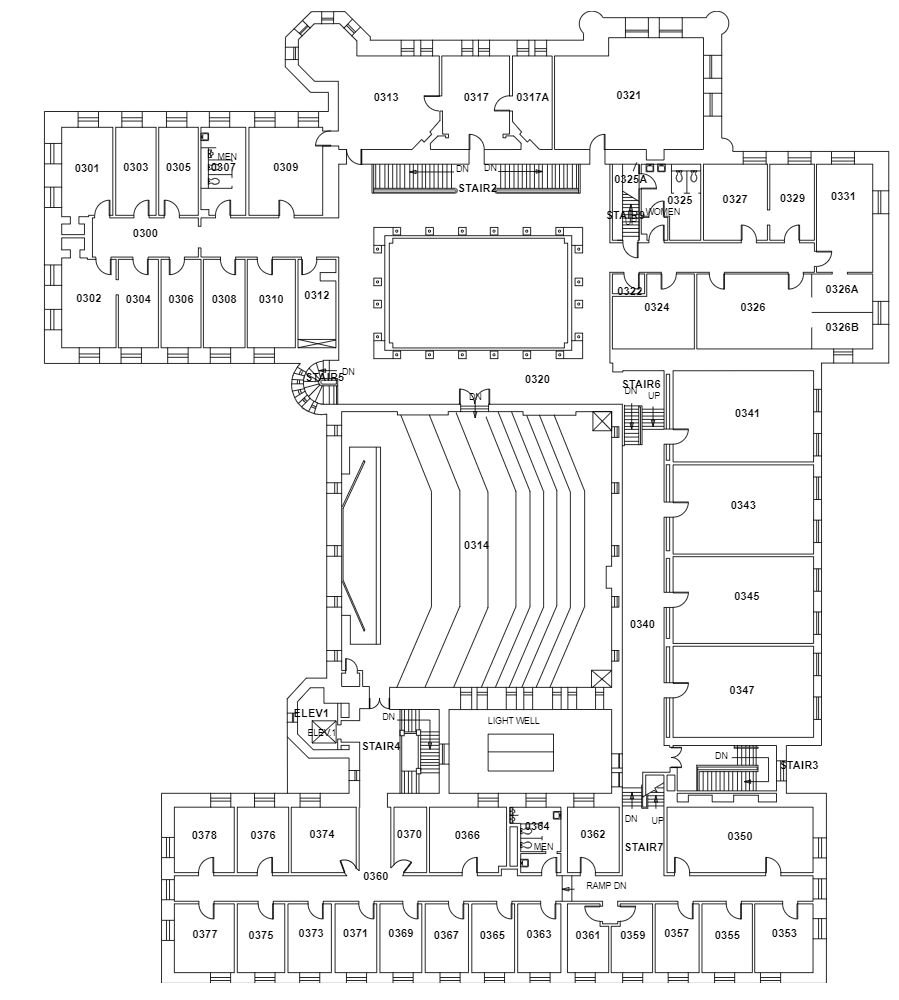 0313
0317
0317A
0321
0301
0303
0305
MEN
0307
0309
DN
DN
STAIR2
0325A
0325
0327
0329
0331
STAIR9
WOMEN
0300
0302
0304
0306
0308
0310
0312
0322
0324
0326
0326A
0326B
DN
STAIR5
0320
STAIR6
DN
UP
DN
0341
0343
0314
0345
0340
0347
ELEV1
ELEV.1
DN
LIGHT WELL
STAIR4
DN
STAIR3
DN
UP
0378
0376
0374
0370
0366
0364
MEN
0362
STAIR7
0350
0360
RAMP DN
0377
0375
0373
0371
0369
0367
0365
0363
0361
0359
0357
0355
0353